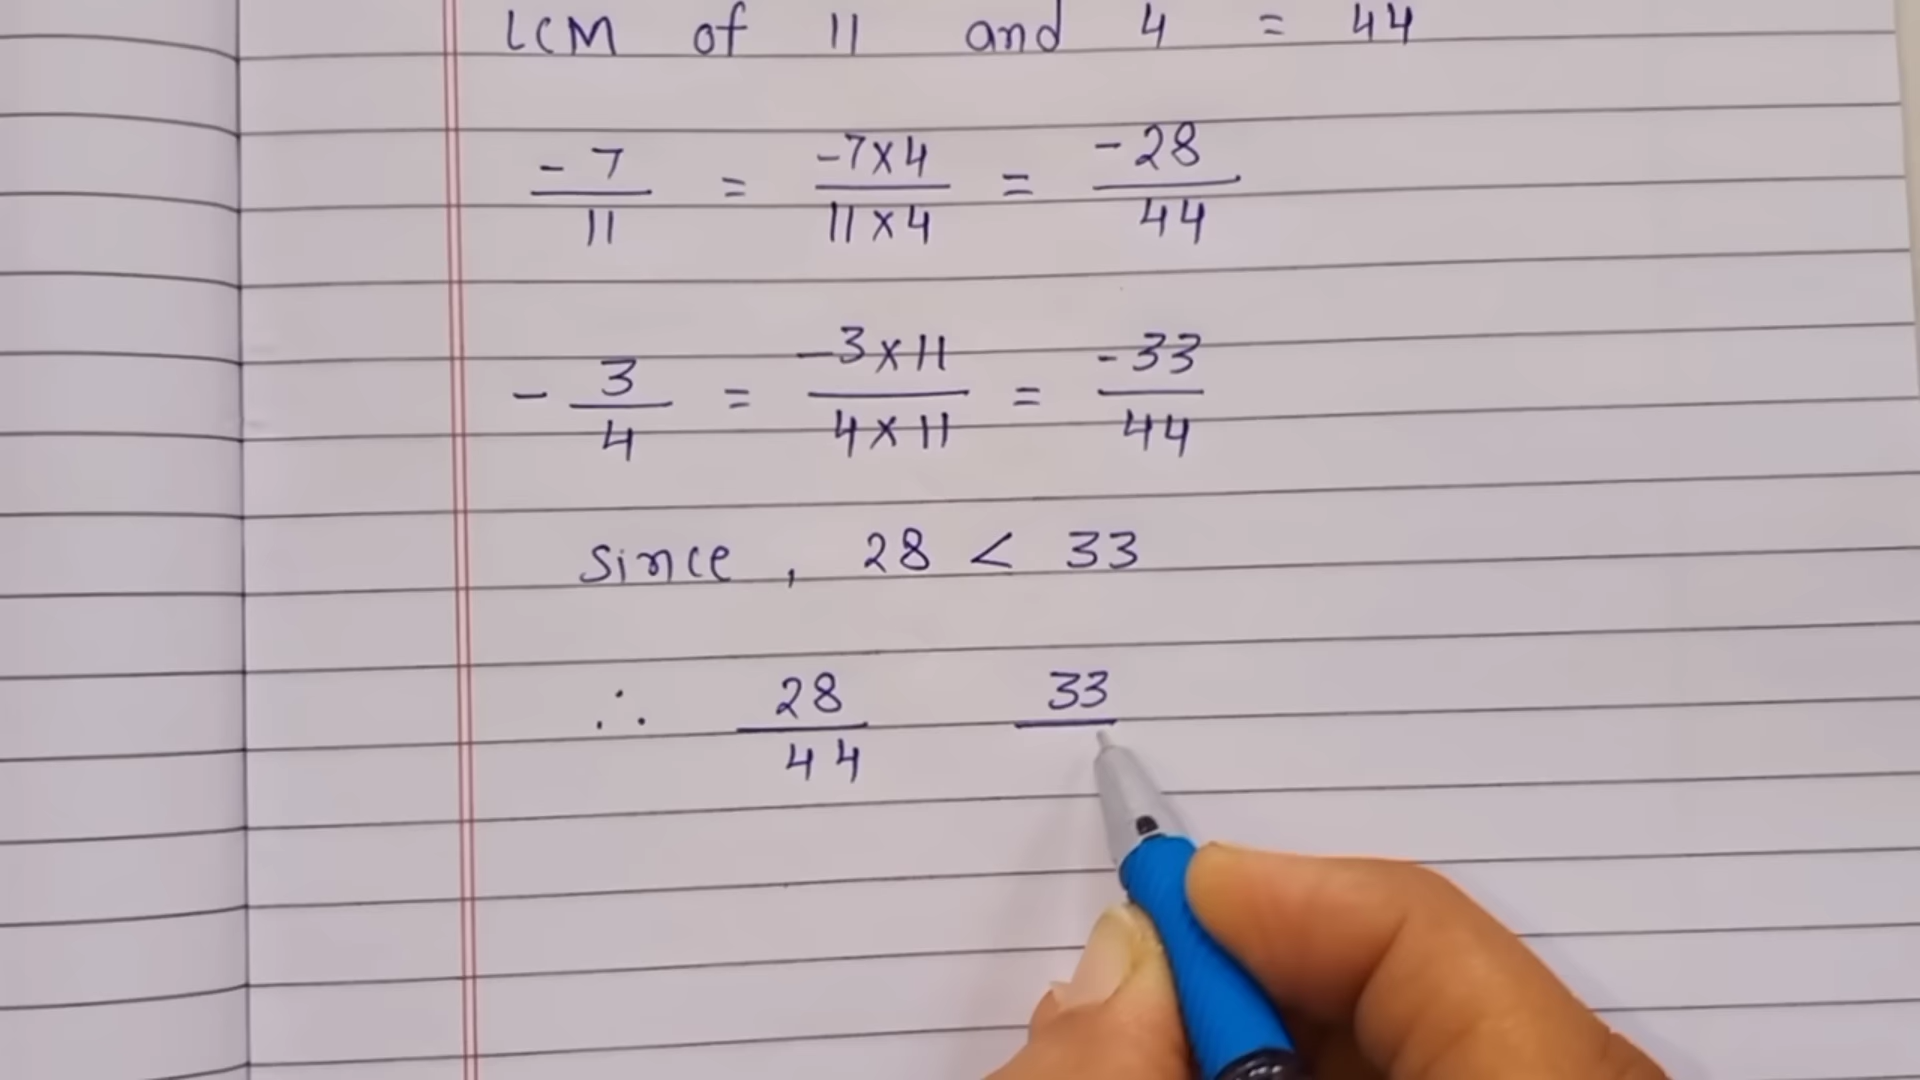 LCM of 11 and 4 = 44
-7/11 = -7×4/11×4 = -28/44
-3/4 = -3×11/4×11 = -33/44
Since, 28 < 33
∴ 28/44 33/